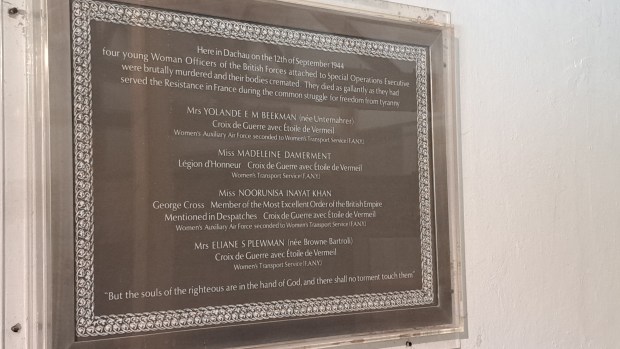 Here in Dachau on the 12th of September 1944
four young Woman Officers of the British Forces attached to Special Operations Executive
were brutally murdered and their bodies cremated. They died as gallantly as they had
served the Resistance in France during the common struggle for freedom from tyranny
Mrs YOLANDE E M BEEKMAN (née Unternahrer)
Croix de Guerre avec Étoile de Vermeil
Women's Auxiliary Air Force seconded to Women's Transport Service (F.A.N.Y.)
Miss MADELEINE DAMERMENT
Légion d'Honneur Croix de Guerre avec Étoile de Vermeil
Women's Transport Service (F.A.N.Y.)
Miss NOORUNISA INAYAT KHAN
George Cross Member of the Most Excellent Order of the British Empire
Mentioned in Despatches Croix de Guerre avec Étoile de Vermeil
Women's Auxiliary Air Force seconded to Women's Transport Service (F.A.N.Y.)
Mrs ELIANE S PLEWMAN (née Browne-Bartroli)
Croix de Guerre avec Étoile de Vermeil
Women's Transport Service (F.A.N.Y.)
"But the souls of the righteous are in the hand of God, and there shall no torment touch them"